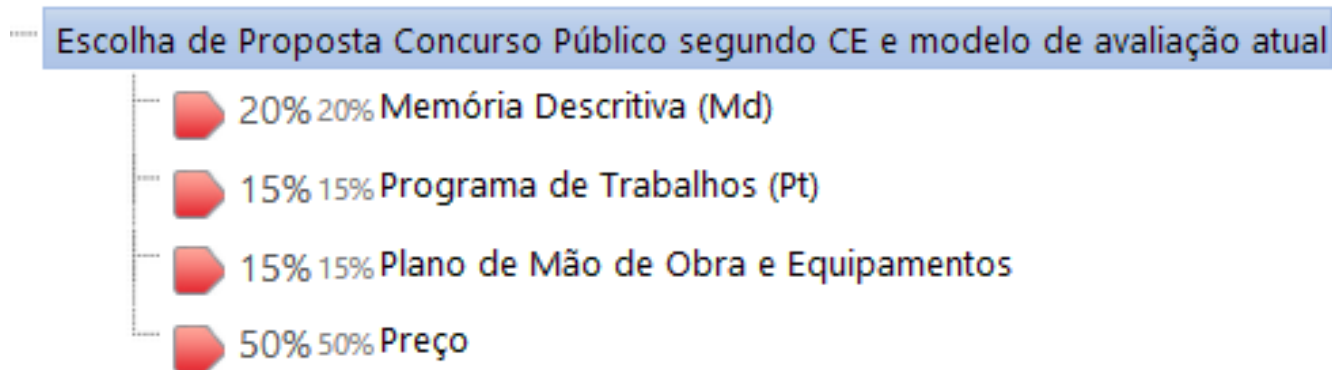 Escolha de Proposta Concurso Público segundo CE e modelo de avaliação atual
20% 20% Memória Descritiva (Md)
15% 15% Programa de Trabalhos (Pt)
15% 15% Plano de Mão de Obra e Equipamentos
50% 50% Preço